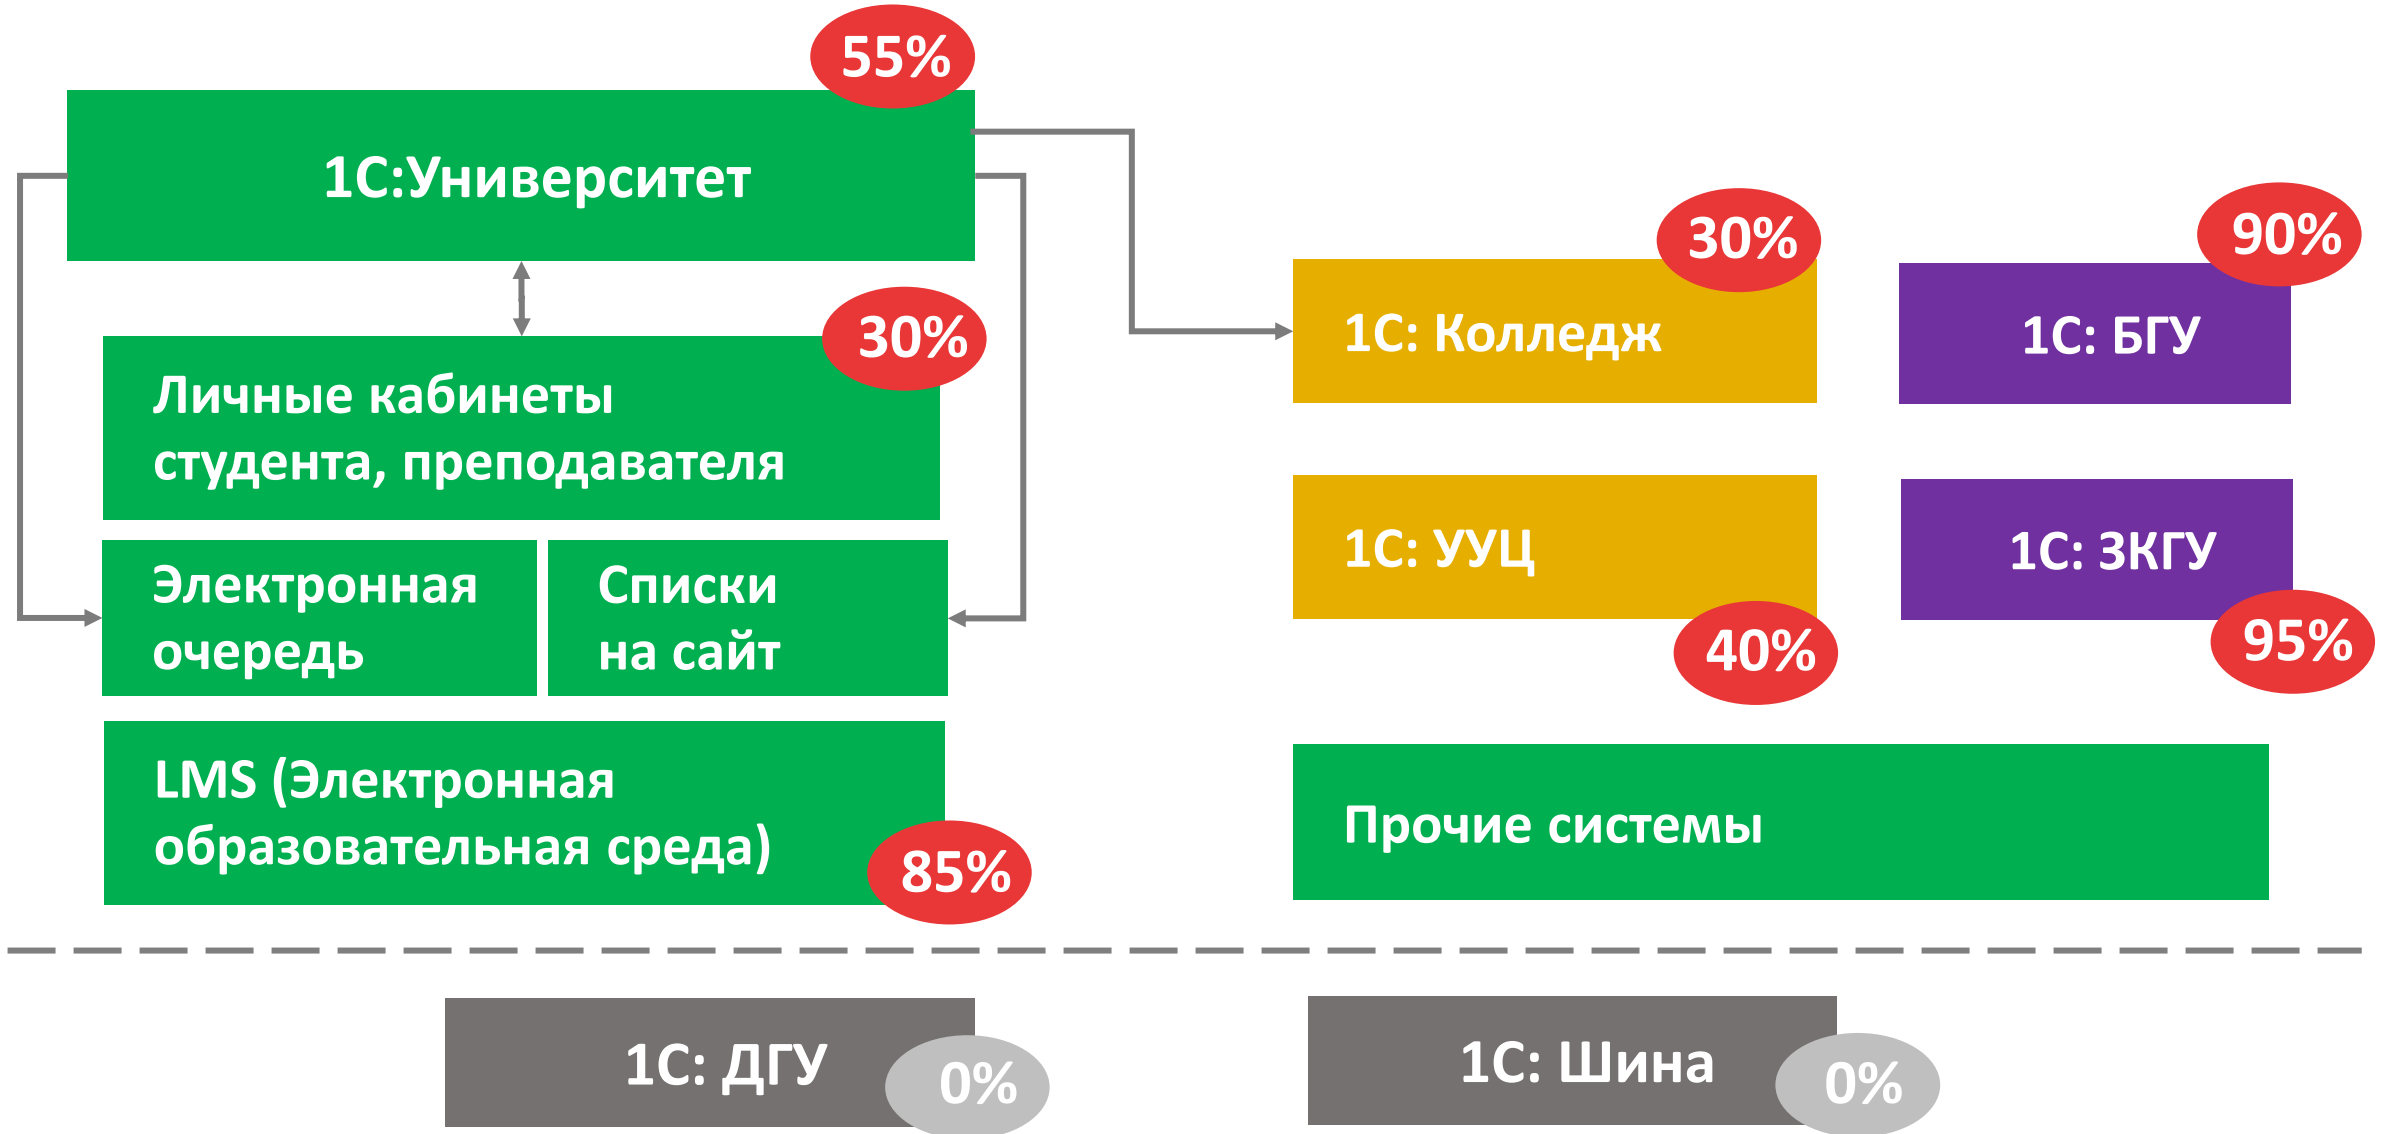 55%
1С:Университет
30%
Личные кабинеты
студента, преподавателя
Электронная
очередь
Списки
на сайт
LMS (Электронная
образовательная среда)
85%
30%
1С: Колледж
90%
1С: БГУ
1С: УУЦ
40%
1С: ЗКГУ
95%
Прочие системы
1С: ДГУ
0%
1С: Шина
0%